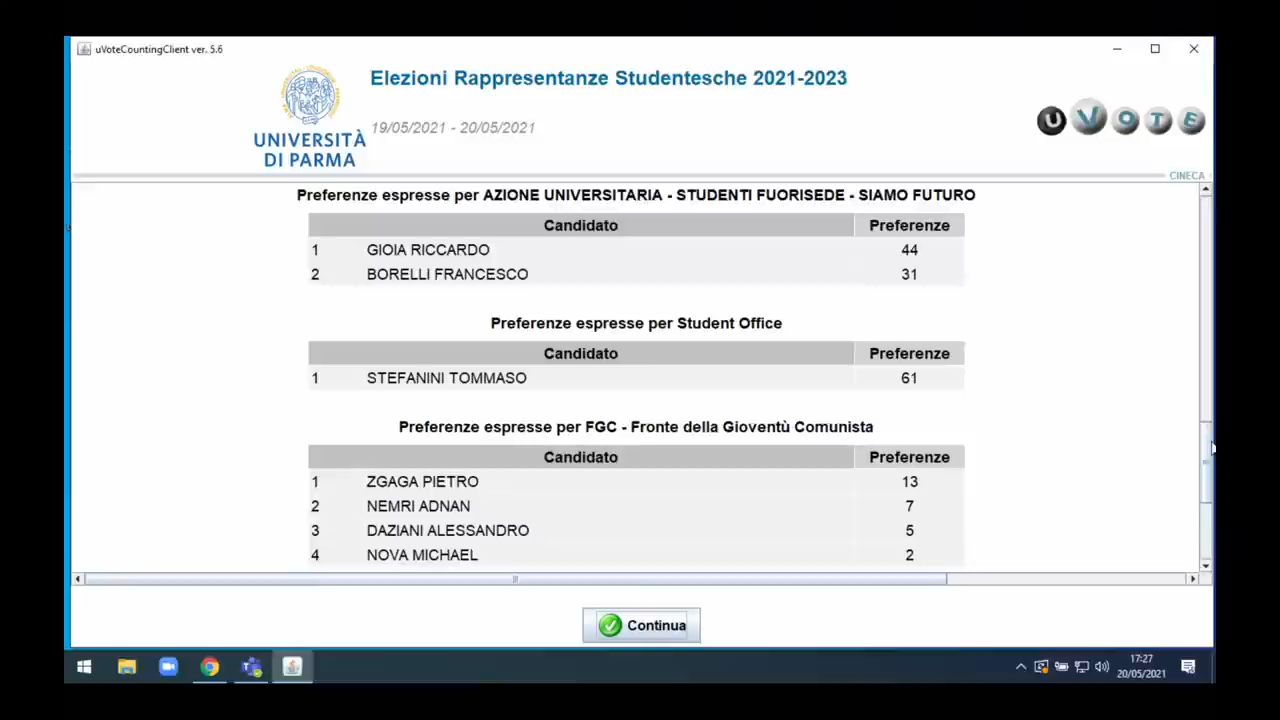 uVoteCountingClient ver. 5.6
Elezioni Rappresentanze Studentesche 2021-2023
19/05/2021 - 20/05/2021
UNIVERSITÀ
DI PARMA
U V O T E
CINECA
Preferenze espresse per AZIONE UNIVERSITARIA - STUDENTI FUORISEDE - SIAMO FUTURO
Candidato Preferenze
1 GIOIA RICCARDO 44
2 BORELLI FRANCESCO 31
Preferenze espresse per Student Office
Candidato Preferenze
1 STEFANINI TOMMASO 61
Preferenze espresse per FGC - Fronte della Gioventù Comunista
Candidato Preferenze
1 ZGAGA PIETRO 13
2 NEMRI ADNAN 7
3 DAZIANI ALESSANDRO 5
4 NOVA MICHAEL 2
Continua
17:27
20/05/2021